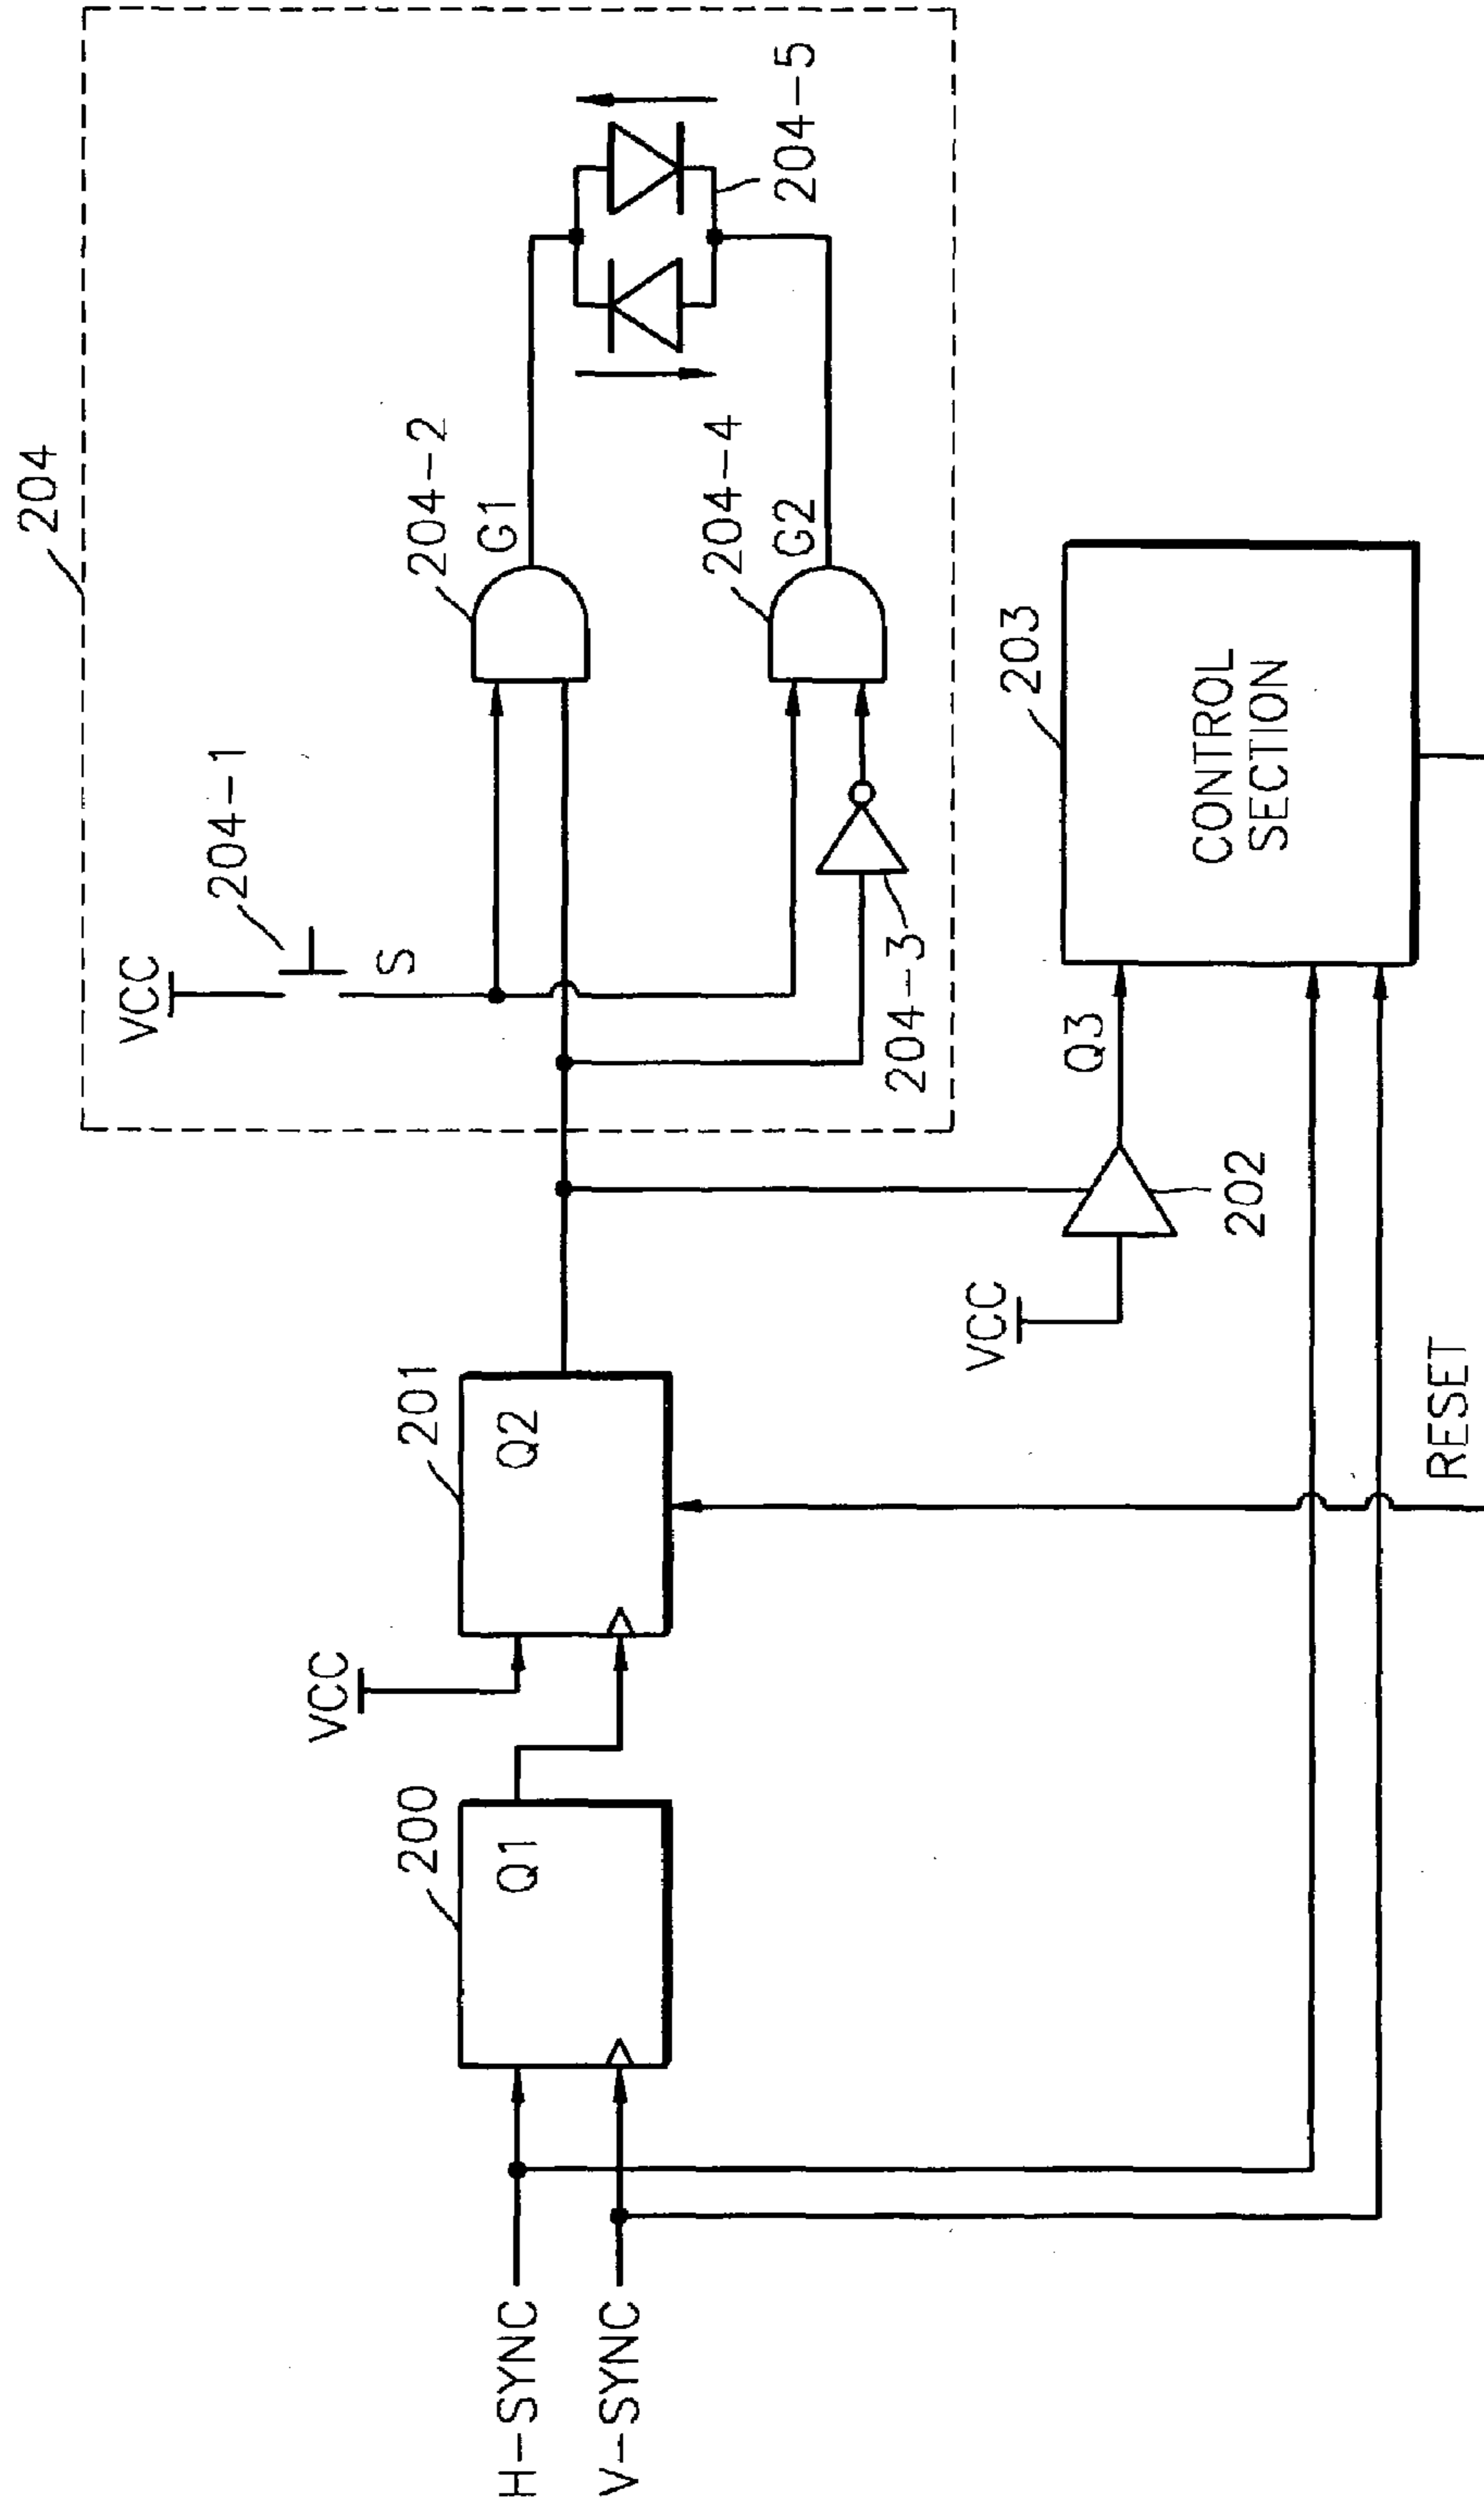 204
VCC
204-1
S
204-2
G1
204-5
204-4
G2
204-3
H-SYNC
V-SYNC
200
Q1
VCC
201
Q2
VCC
202
Q3
203
CONTROL
SECTION
RESET